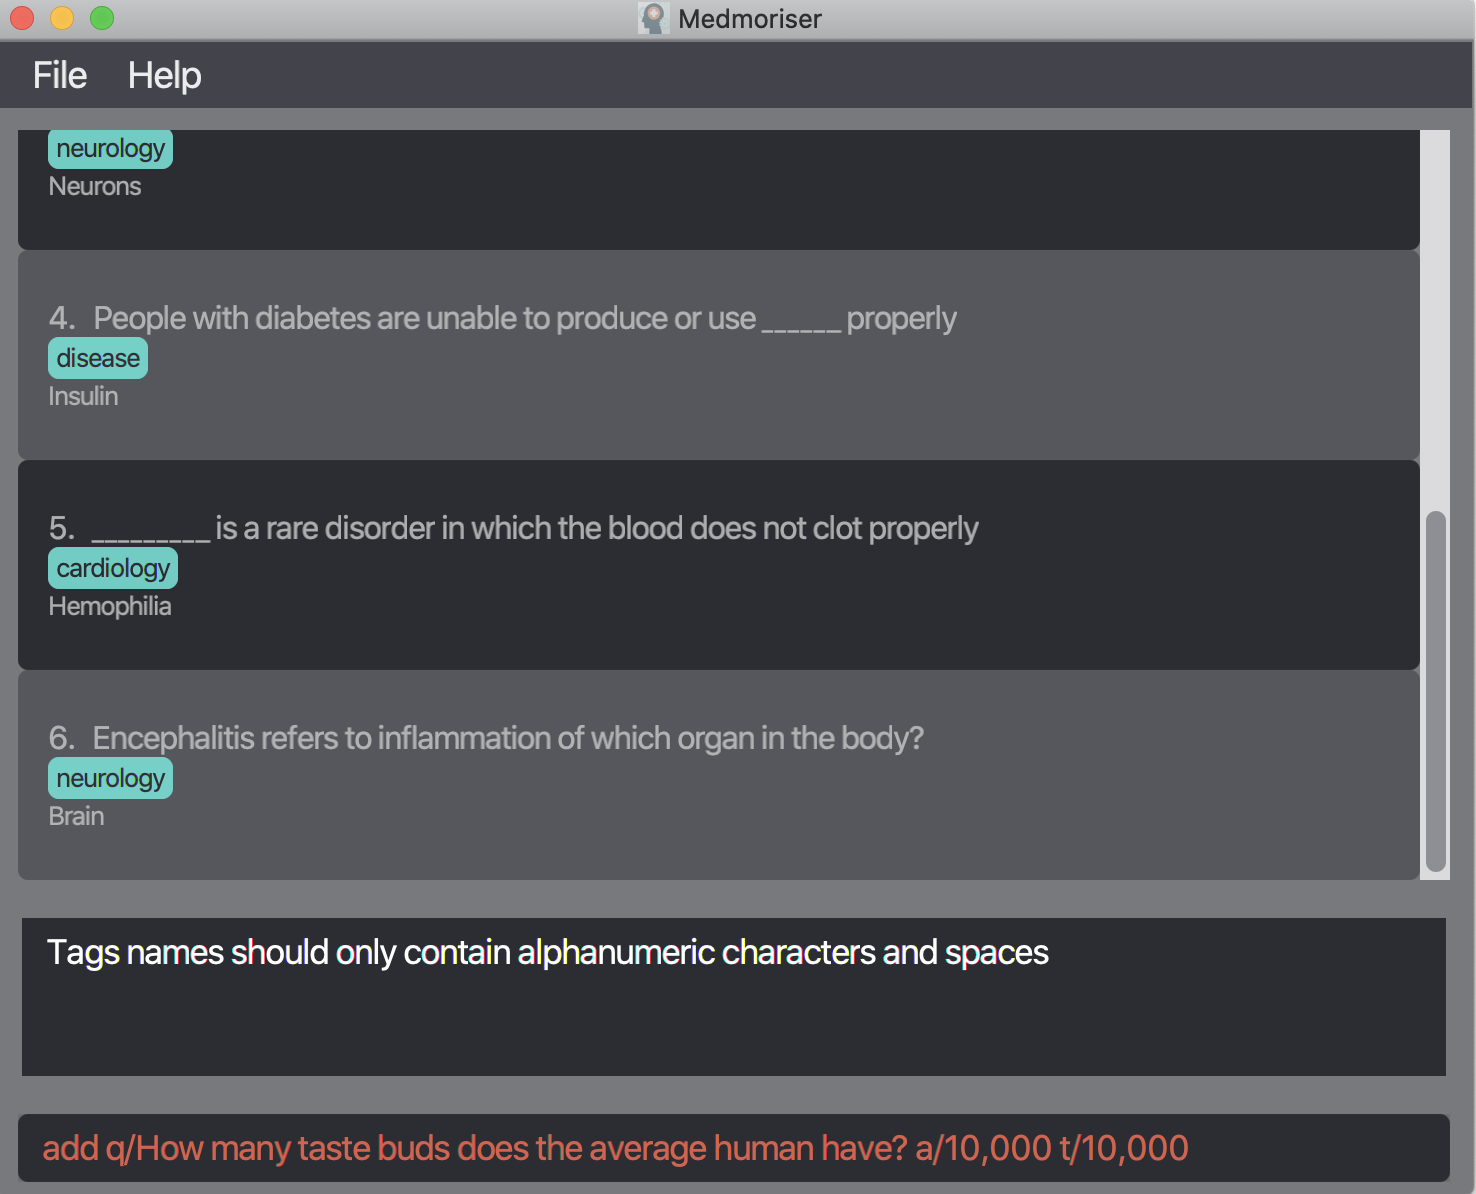 Medmoriser
File Help
neurology
Neurons
4. People with diabetes are unable to produce or use ______ properly
disease
Insulin
5. _________ is a rare disorder in which the blood does not clot properly
cardiology
Hemophilia
6. Encephalitis refers to inflammation of which organ in the body?
neurology
Brain
Tags names should only contain alphanumeric characters and spaces
add q/How many taste buds does the average human have? a/10,000 t/10,000